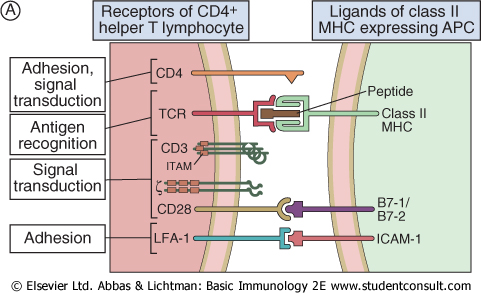 A
Receptors of CD4+
helper T lymphocyte
Ligands of class II
MHC expressing APC
Adhesion,
signal
transduction
CD4
Peptide
TCR
Class II
MHC
Antigen
recognition
CD3
ITAM
Signal
transduction
ζ
CD28
B7-1/
B7-2
Adhesion
LFA-1
ICAM-1
© Elsevier Ltd. Abbas & Lichtman: Basic Immunology 2E www.studentconsult.com